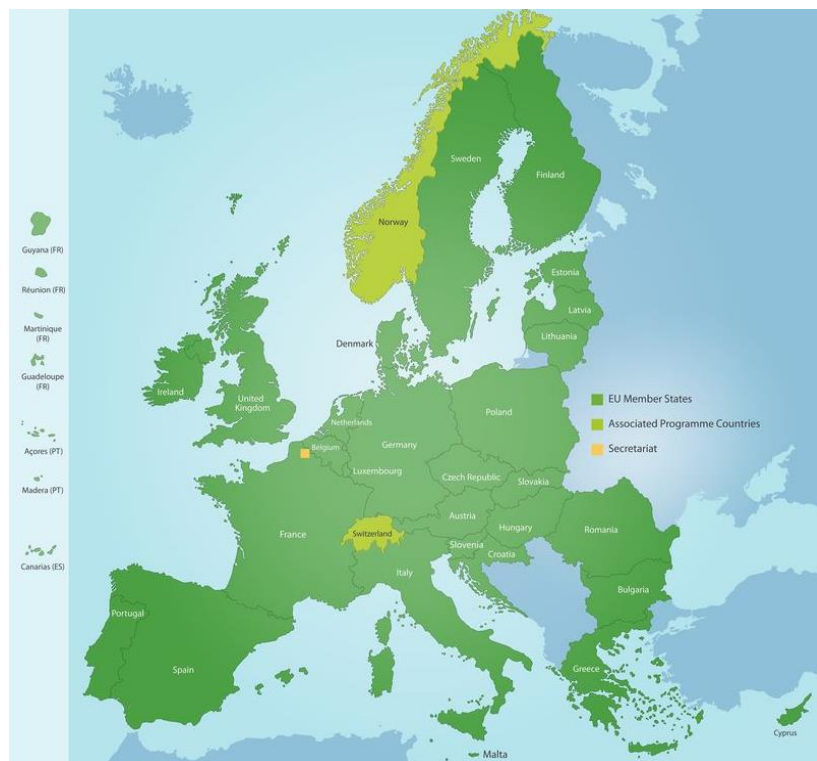 Sweden
Finland
Norway
Guyana (FR)
Estonia
Réunion (FR)
Latvia
Martinique
(FR)
Lithuania
Denmark
Guadeloupe
(FR)
Ireland
United
Kingdom
EU Member States
Netherlands
Poland
Associated Programme Countries
Açores (PT)
Belgium
Germany
Secretariat
Luxembourg
Czech Republic
Slovakia
Madera (PT)
Austria
France
Switzerland
Hungary
Romania
Slovenia
Croatia
Canarias (ES)
Italy
Bulgaria
Portugal
Spain
Greece
Cyprus
Malta